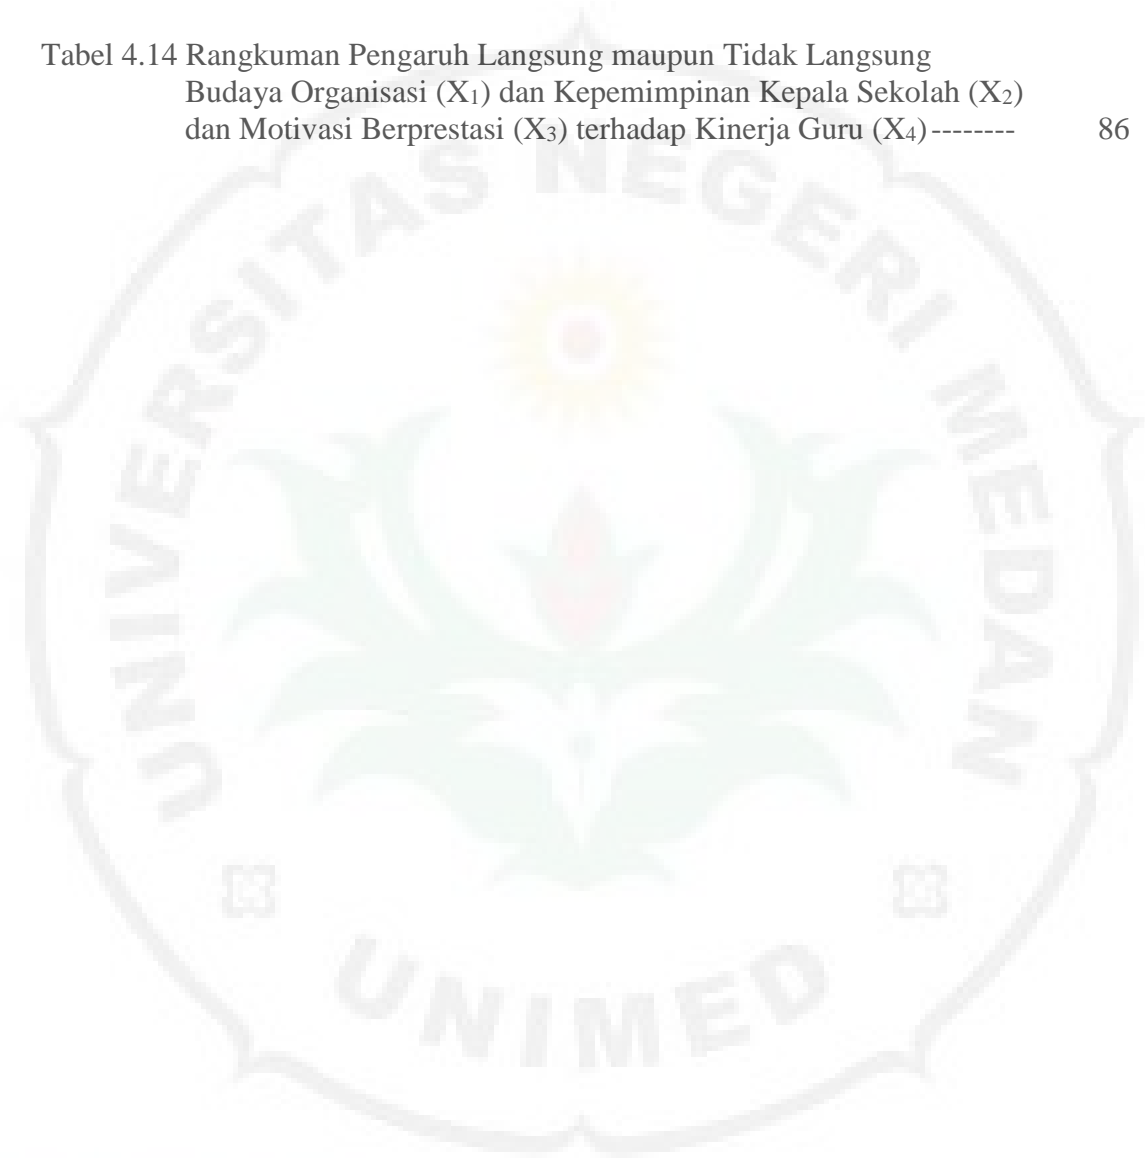 Tabel 4.14 Rangkuman Pengaruh Langsung maupun Tidak Langsung
Budaya Organisasi (X₁) dan Kepemimpinan Kepala Sekolah (X₂)
dan Motivasi Berprestasi (X₃) terhadap Kinerja Guru (X₄) -------- 86
UNIVERSITAS NEGERI MEDAN
UNIMED